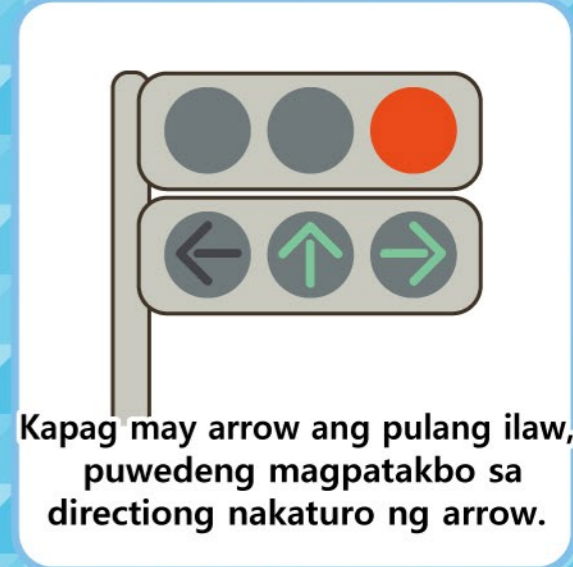 Kapag may arrow ang pulang ilaw,
puwedeng magpatakbo sa
directiong nakaturo ng arrow.